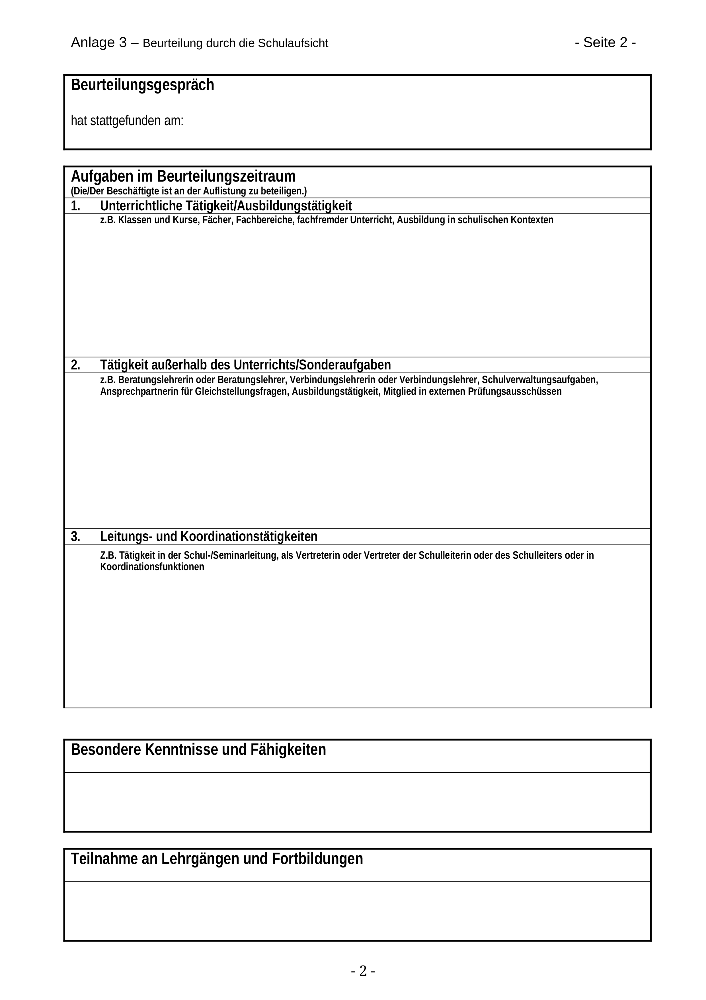 Anlage 3 – Beurteilung durch die Schulaufsicht - Seite 2 -
Beurteilungsgespräch
hat stattgefunden am:
Aufgaben im Beurteilungszeitraum
(Die/Der Beschäftigte ist an der Auflistung zu beteiligen.)
1. Unterrichtliche Tätigkeit/Ausbildungstätigkeit
z.B. Klassen und Kurse, Fächer, Fachbereiche, fachfremder Unterricht, Ausbildung in schulischen Kontexten
2. Tätigkeit außerhalb des Unterrichts/Sonderaufgaben
z.B. Beratungslehrerin oder Beratungslehrer, Verbindungslehrerin oder Verbindungslehrer, Schulverwaltungsaufgaben,
Ansprechpartnerin für Gleichstellungsfragen, Ausbildungstätigkeit, Mitglied in externen Prüfungsausschüssen
3. Leitungs- und Koordinationstätigkeiten
Z.B. Tätigkeit in der Schul-/Seminarleitung, als Vertreterin oder Vertreter der Schulleiterin oder des Schulleiters oder in
Koordinationsfunktionen
Besondere Kenntnisse und Fähigkeiten
Teilnahme an Lehrgängen und Fortbildungen
- 2 -